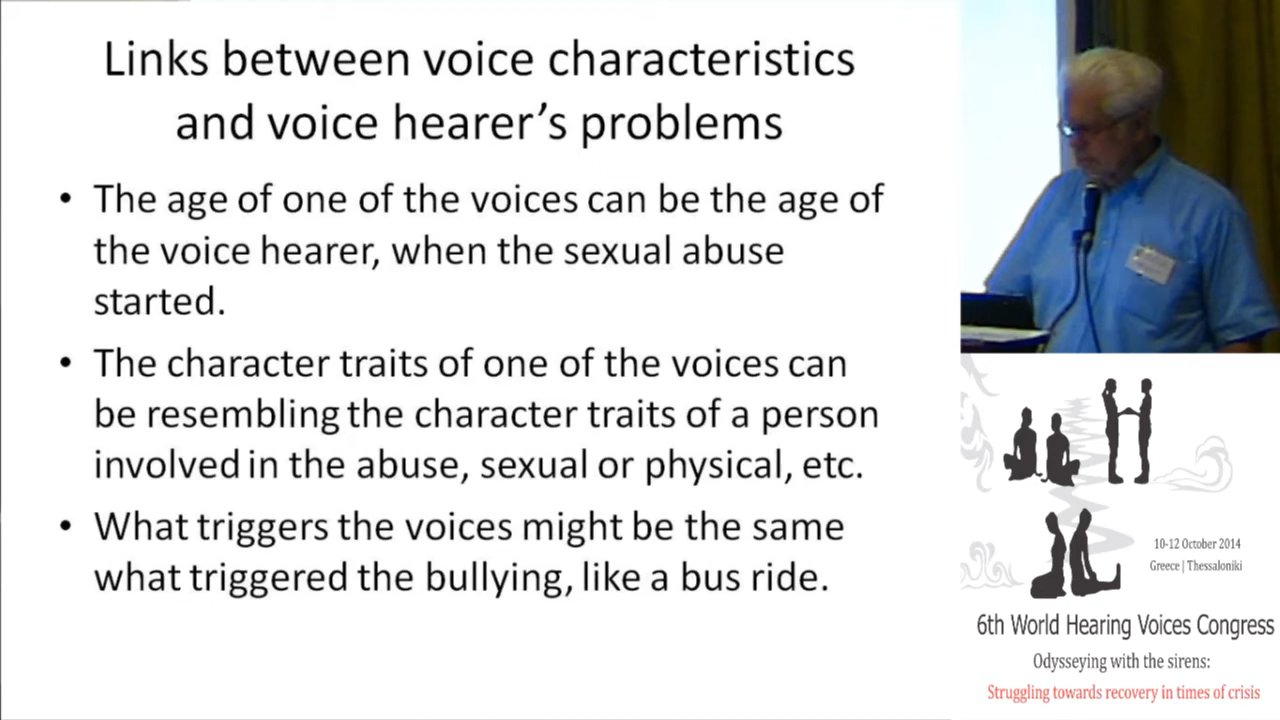 Links between voice characteristics
and voice hearer's problems
• The age of one of the voices can be the age of
the voice hearer, when the sexual abuse
started.
• The character traits of one of the voices can
be resembling the character traits of a person
involved in the abuse, sexual or physical, etc.
• What triggers the voices might be the same
what triggered the bullying, like a bus ride.
10-12 October 2014
Greece | Thessaloniki
6th World Hearing Voices Congress
Odysseying with the sirens:
Struggling towards recovery in times of crisis